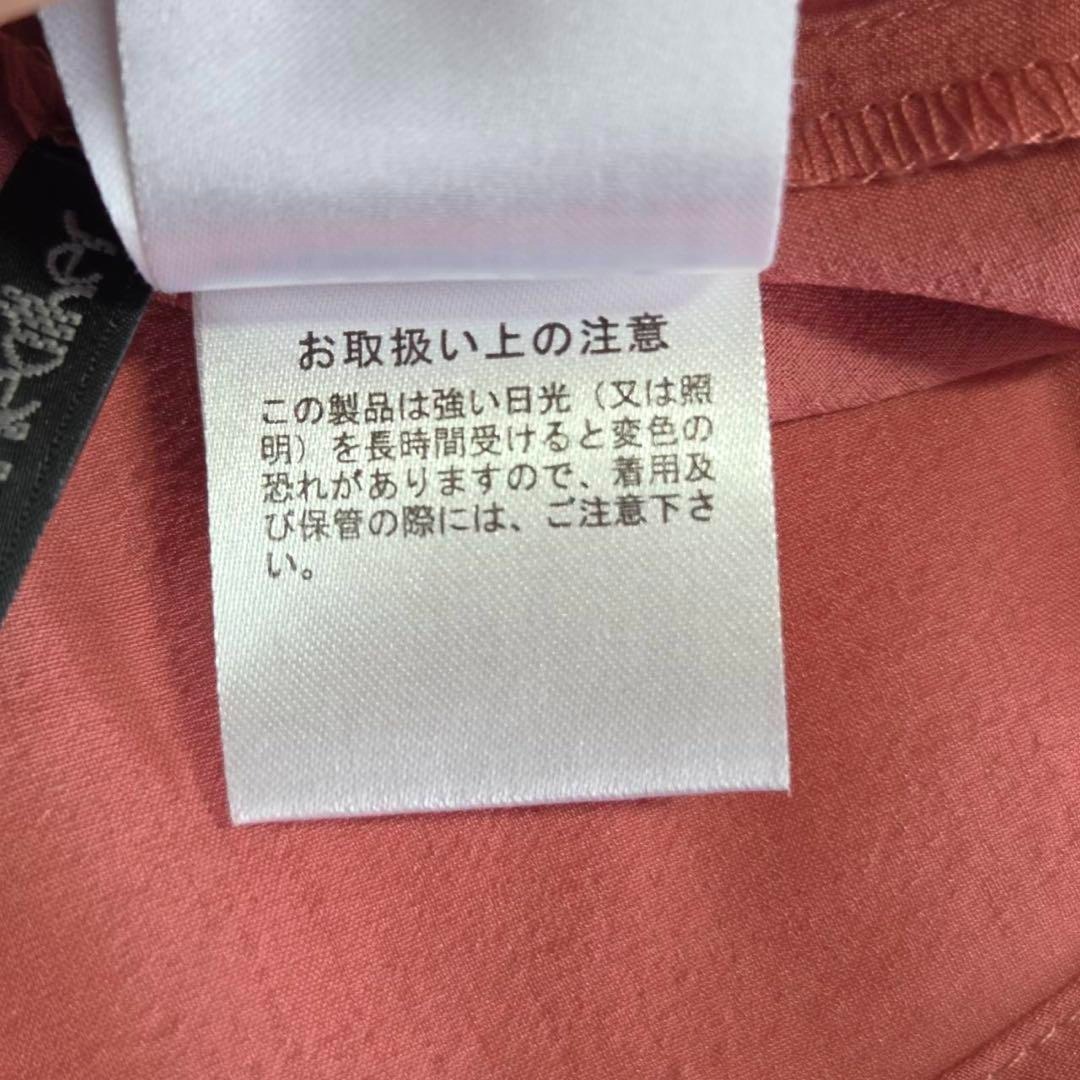 お取扱い上の注意
この製品は強い日光（又は照
明）を長時間受けると変色の
恐れがありますので、着用及
び保管の際には、ご注意下さ
い。